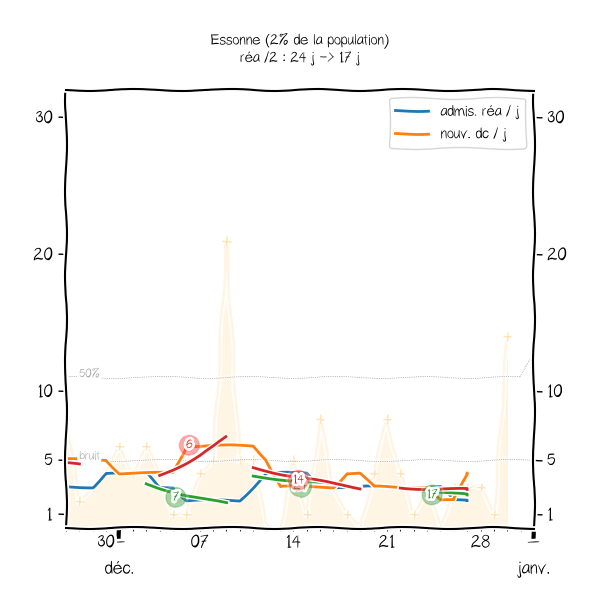 Essonne (2% de la population)
réa /2 : 24 j -> 17 j
admis. réa / j
nouv. dc / j
30
30
20
20
50%
10
10
6
bruit
5
5
14
7
17
1
1
30
07
14
21
28
déc.
janv.